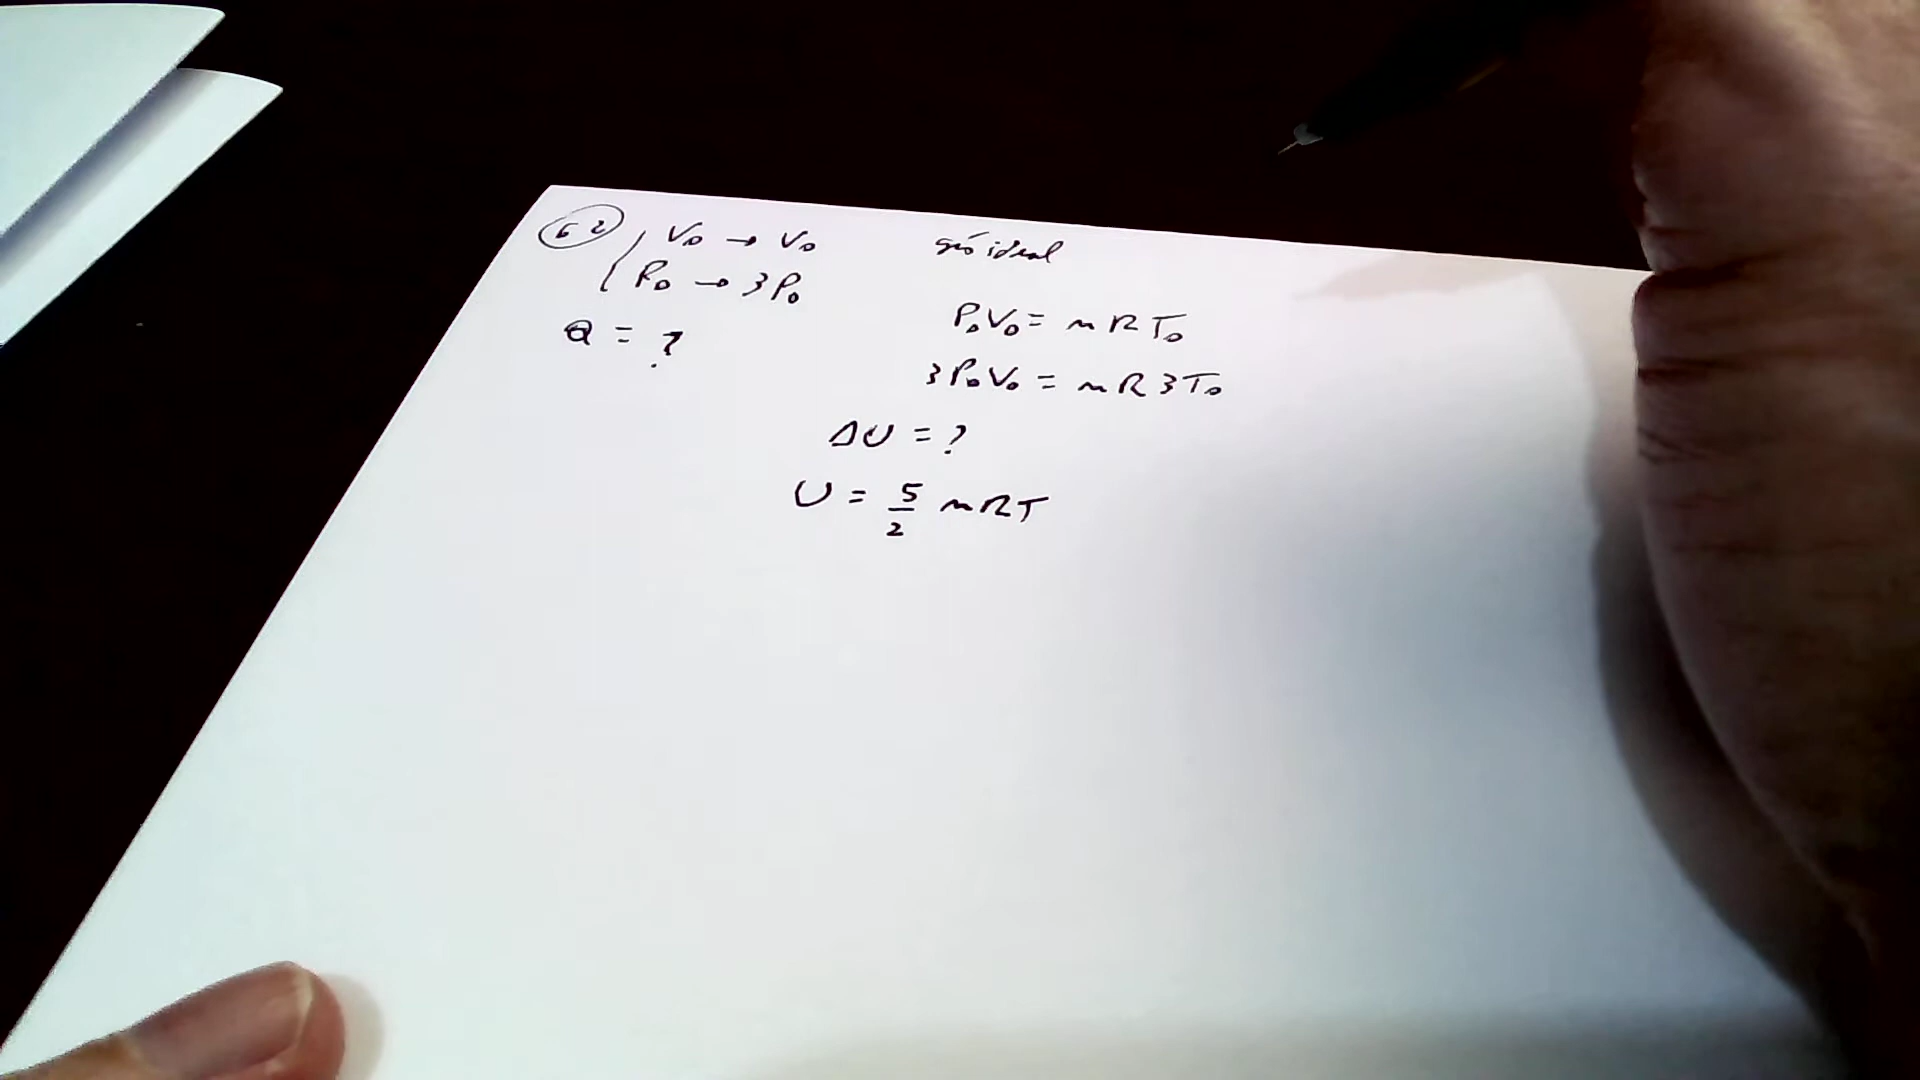 62
V₀ → V₀
P₀ → 3P₀
Q = ?
gás ideal
P₀V₀ = nRT₀
3P₀V₀ = nR3T₀
ΔU = ?
U = 5/2 nRT